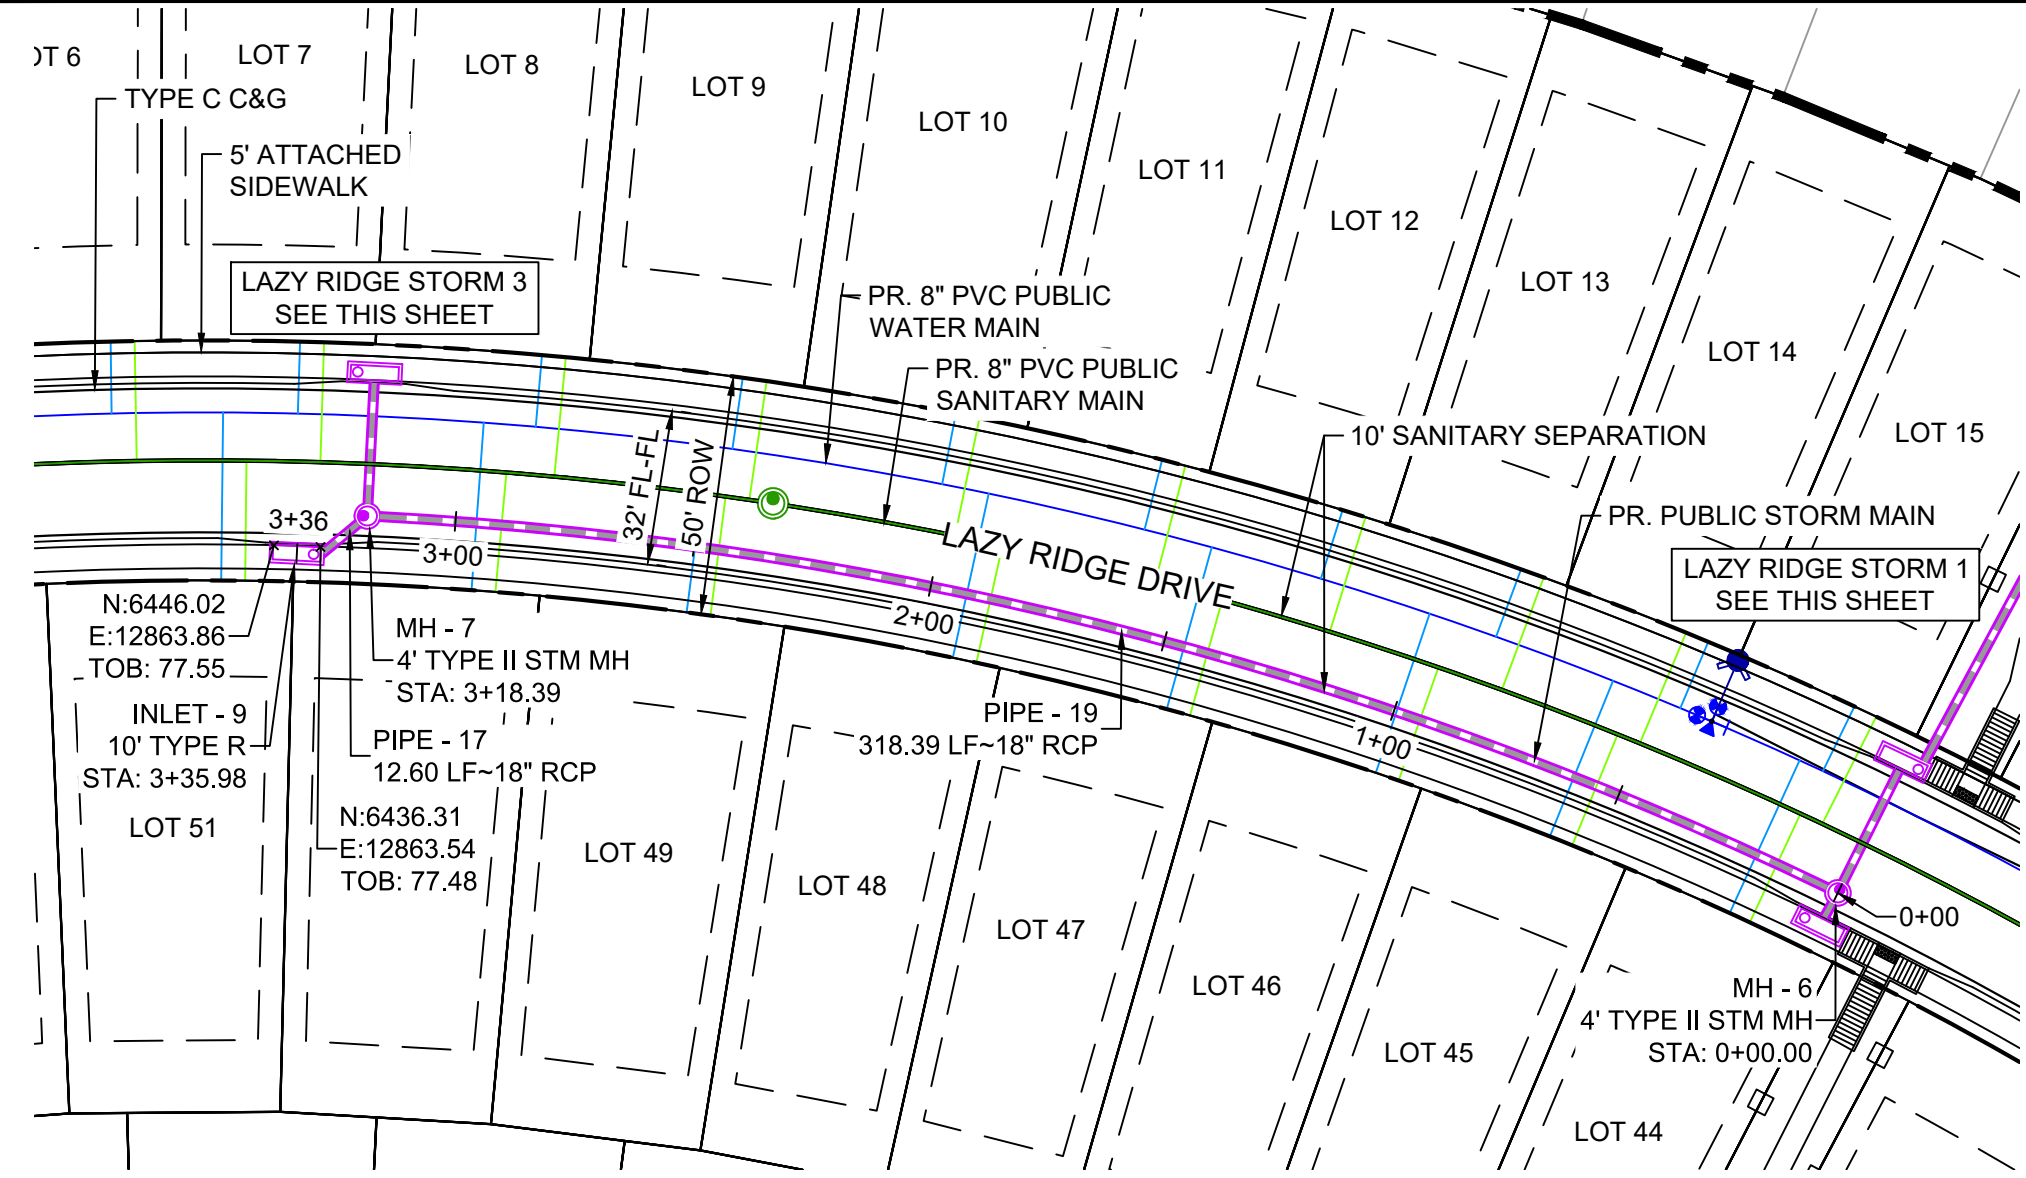 LOT 7
LOT 8
LOT 9
LOT 10
LOT 11
LOT 12
LOT 13
LOT 14
LOT 15
OT 6
TYPE C C&G
5' ATTACHED
SIDEWALK
LAZY RIDGE STORM 3
SEE THIS SHEET
PR. 8" PVC PUBLIC
WATER MAIN
PR. 8" PVC PUBLIC
SANITARY MAIN
10' SANITARY SEPARATION
PR. PUBLIC STORM MAIN
LAZY RIDGE STORM 1
SEE THIS SHEET
32' FL-FL
50' ROW
LAZY RIDGE DRIVE
3+36
3+00
2+00
1+00
0+00
N:6446.02
E:12863.86
TOB: 77.55
INLET - 9
10' TYPE R
STA: 3+35.98
MH - 7
4' TYPE II STM MH
STA: 3+18.39
PIPE - 17
12.60 LF~18" RCP
N:6436.31
E:12863.54
TOB: 77.48
PIPE - 19
318.39 LF~18" RCP
MH - 6
4' TYPE II STM MH
STA: 0+00.00
LOT 51
LOT 49
LOT 48
LOT 47
LOT 46
LOT 45
LOT 44